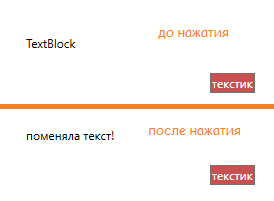 до нажатия
TextBlock
текстик
после нажатия
поменяла текст!
текстик